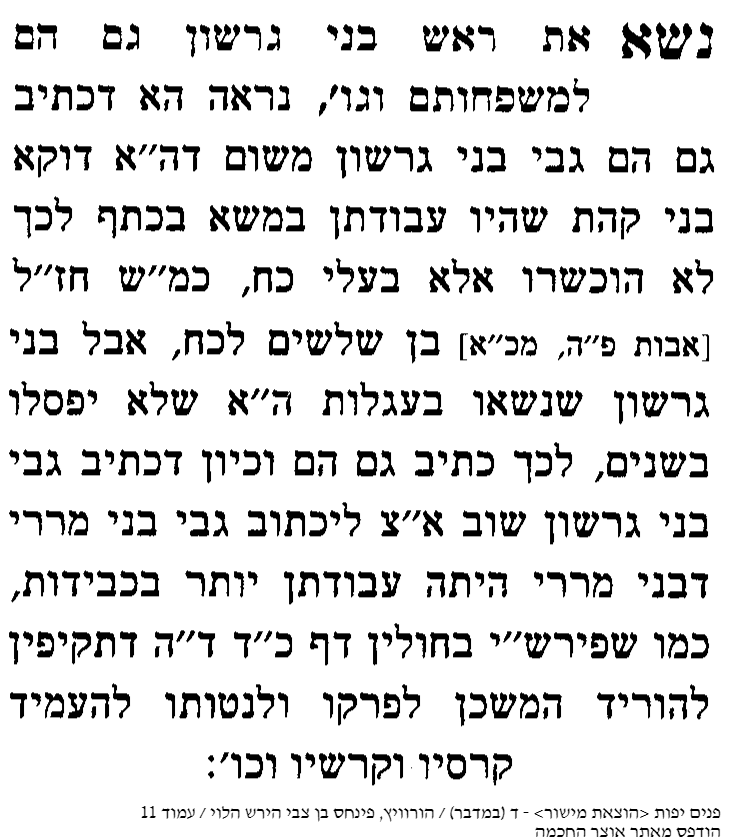 נשא את ראש בני גרשון גם הם
למשפחותם וגו', נראה הא דכתיב
גם הם גבי בני גרשון משום דה"א דוקא
בני קהת שהיו עבודתן במשא בכתף לכך
לא הוכשרו אלא בעלי כח, כמ"ש חז"ל
[אבות פ"ה, מכ"א] בן שלשים לכח, אבל בני
גרשון שנשאו בעגלות ה"א שלא יפסלו
בשנים, לכך כתיב גם הם וכיון דכתיב גבי
בני גרשון שוב א"צ ליכתוב גבי בני מררי
דבני מררי היתה עבודתן יותר בכבידות,
כמו שפירש"י בחולין דף כ"ד ד"ה דתקיפין
להוריד המשכן לפרקו ולנטותו להעמיד
קרסיו וקרשיו וכו':
פנים יפות <הוצאת מישור> - ד (במדבר) / הורוויץ, פינחס בן צבי הירש הלוי / עמוד 11
הודפס מאתר אוצר החכמה